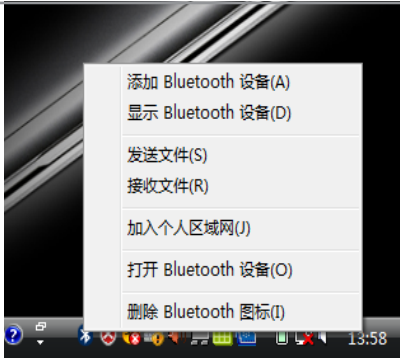 添加 Bluetooth 设备(A)
显示 Bluetooth 设备(D)
发送文件(S)
接收文件(R)
加入个人区域网(J)
打开 Bluetooth 设备(O)
删除 Bluetooth 图标(I)
13:58